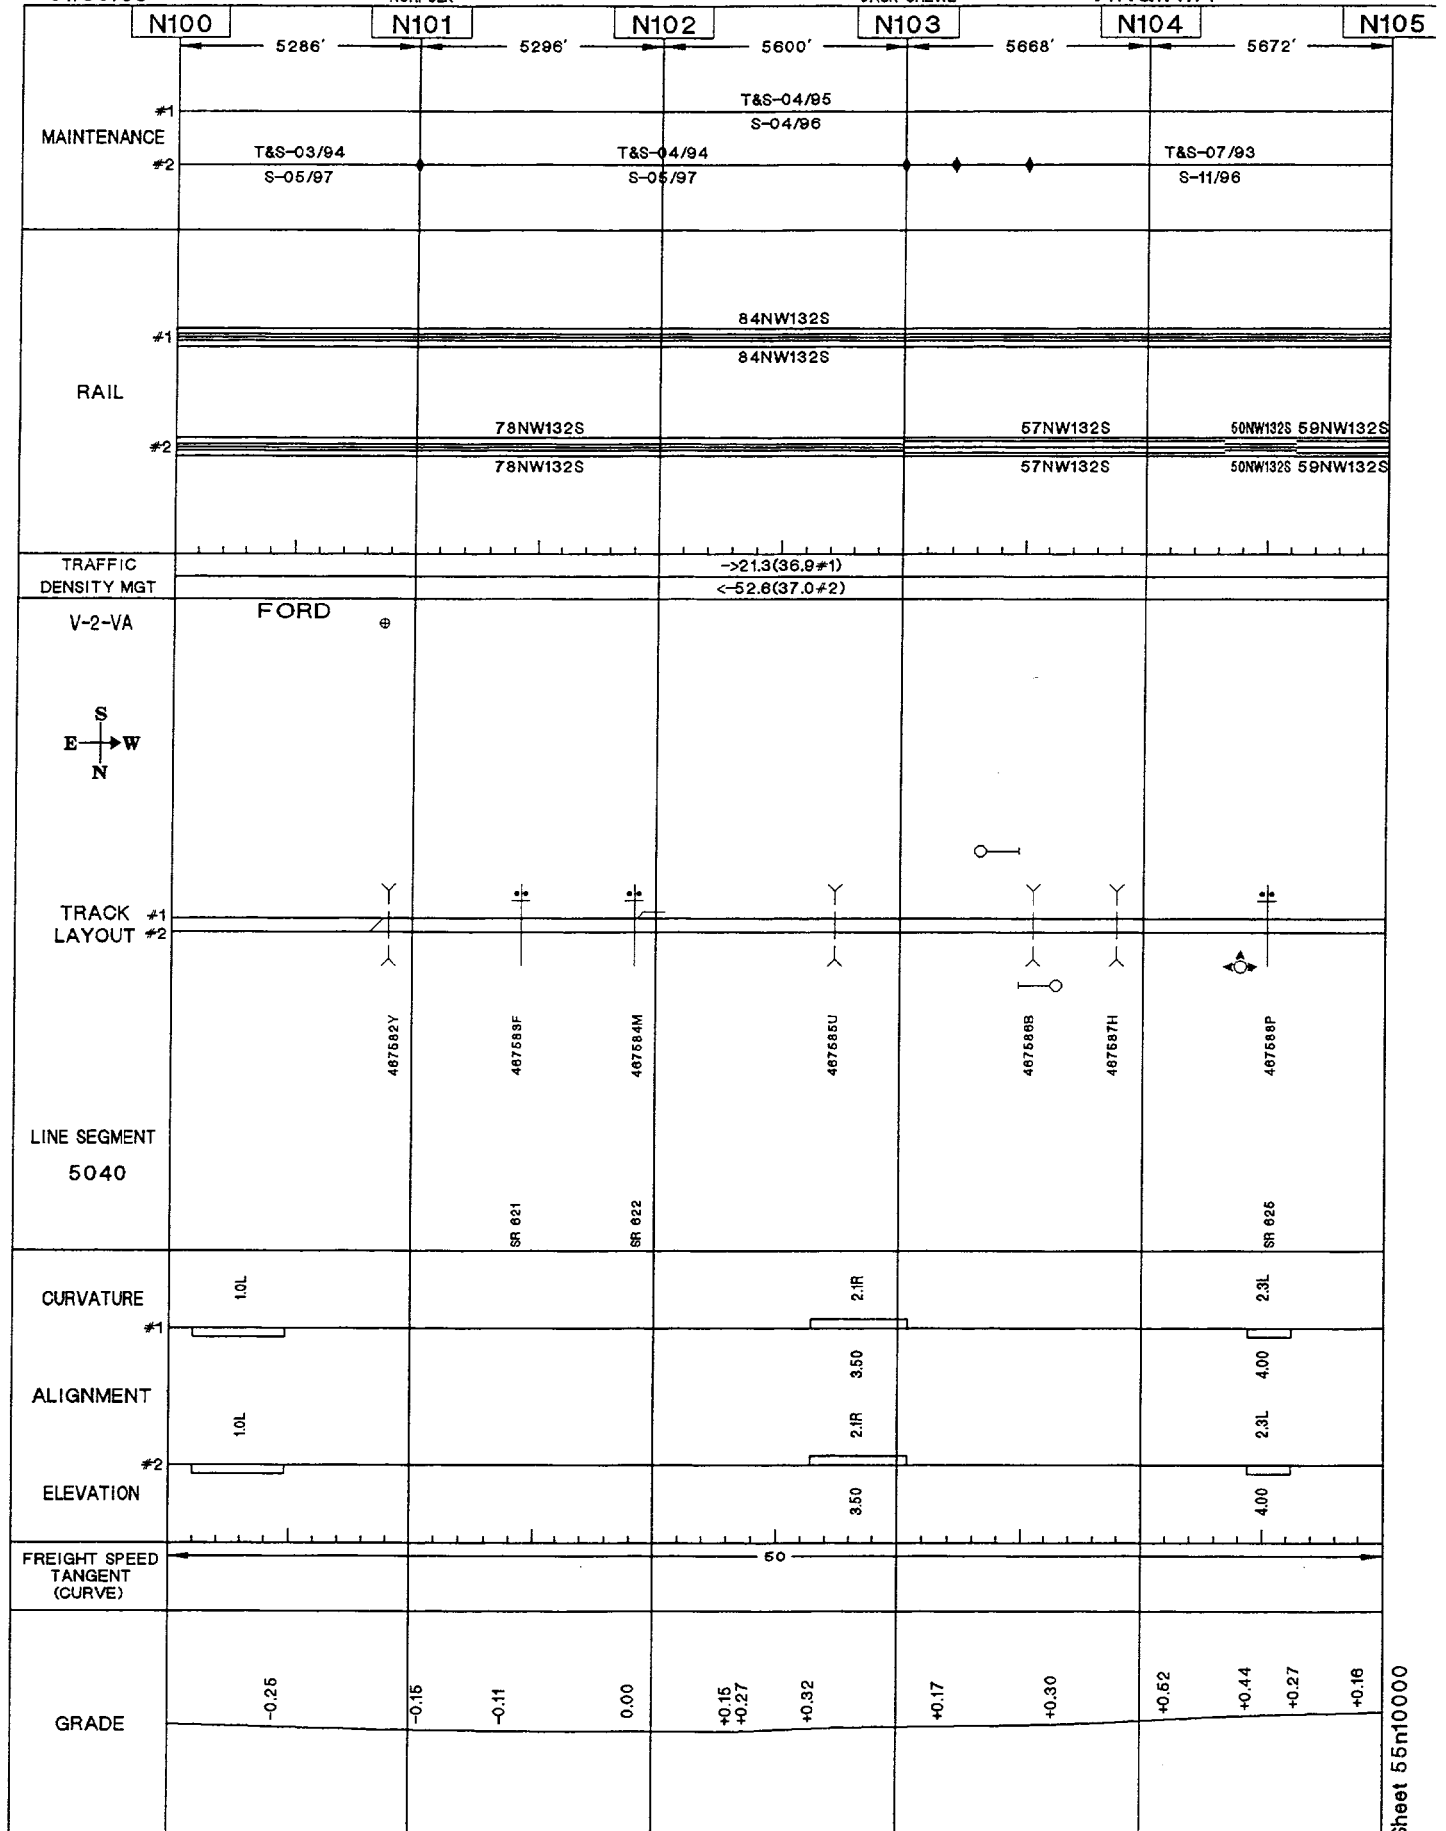 N100 N101 N102 N103 N104 N105
5286' 5296' 5600' 5668' 5672'
MAINTENANCE
#1
T&S-04/95
S-04/96
#2
T&S-03/94 T&S-04/94 T&S-07/93
S-05/97 S-05/97 S-11/96
RAIL
84NW132S
#1
84NW132S
78NW132S 57NW132S 50NW132S 59NW132S
#2
78NW132S 57NW132S 50NW132S 59NW132S
TRAFFIC
DENSITY MGT
->21.3(36.9#1)
<-52.6(37.0#2)
V-2-VA
FORD
S
E W
N
TRACK #1
LAYOUT #2
467582Y
467583F
467584M
467585U
467586B
467587H
467588P
LINE SEGMENT
5040
SR 621
SR 622
SR 625
CURVATURE
1.0L 2.1R 2.3L
#1
3.50 4.00
ALIGNMENT
1.0L 2.1R 2.3L
#2
3.50 4.00
ELEVATION
FREIGHT SPEED
TANGENT
(CURVE)
50
GRADE
-0.25 -0.15 -0.11 0.00 +0.15 +0.27 +0.32 +0.17 +0.30 +0.52 +0.44 +0.27 +0.16
Sheet 55n10000